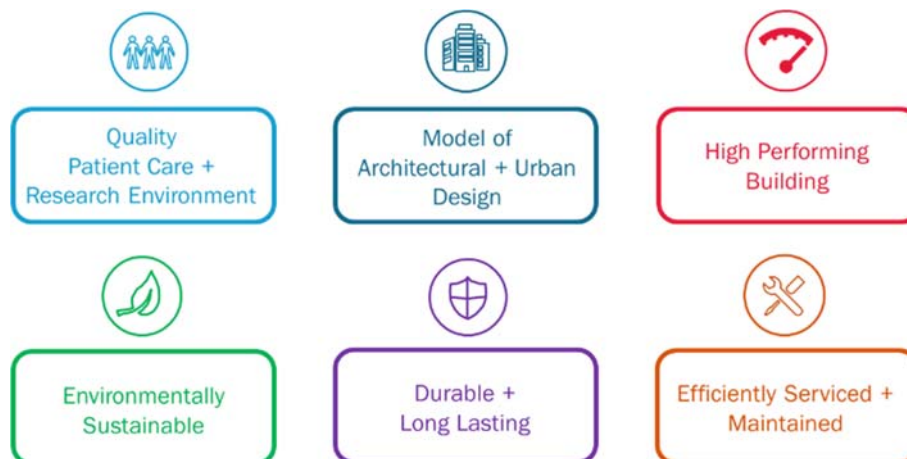 Quality
Patient Care +
Research Environment
Model of
Architectural + Urban
Design
High Performing
Building
Environmentally
Sustainable
Durable +
Long Lasting
Efficiently Serviced +
Maintained